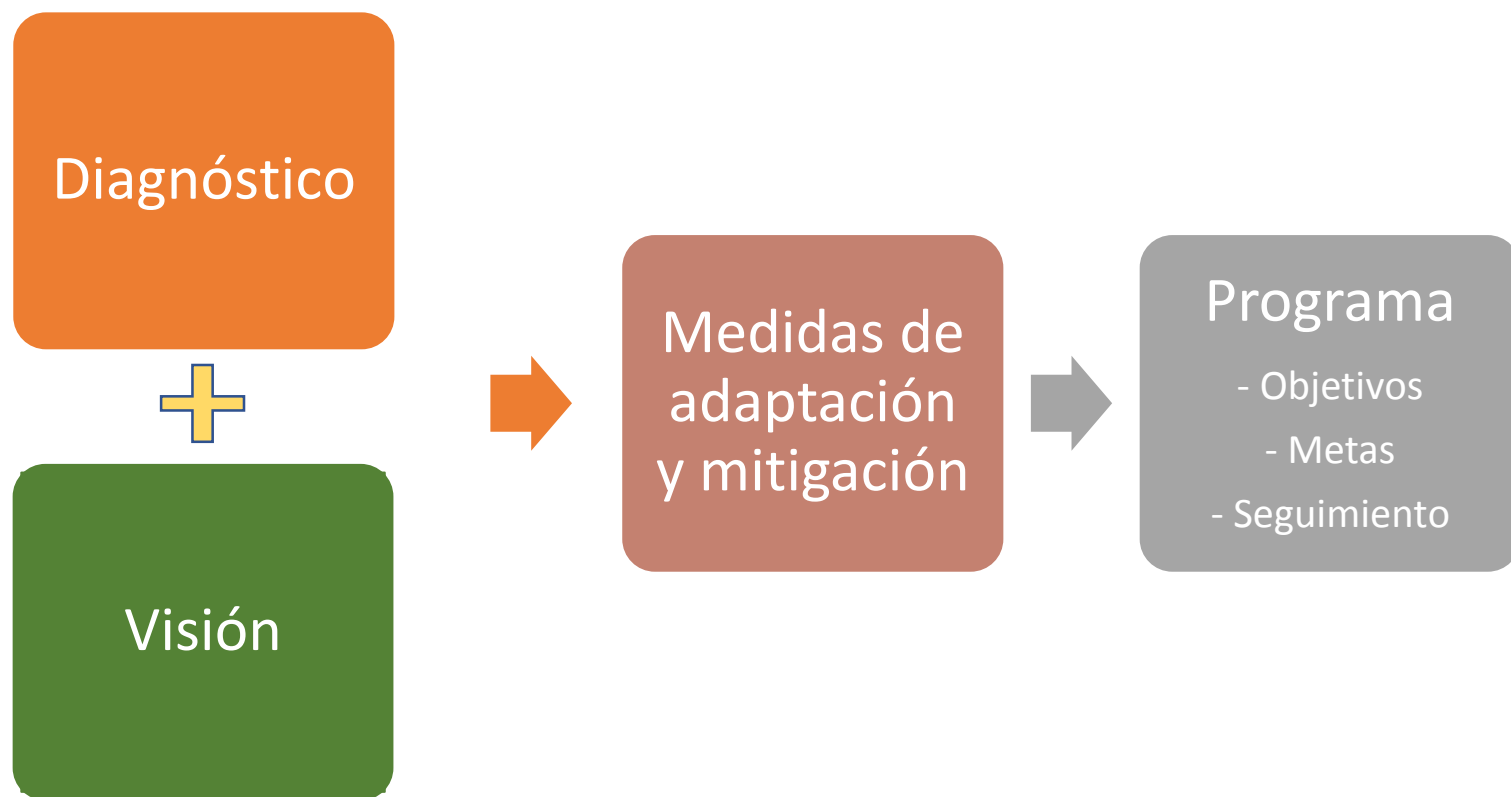 Diagnóstico
Visión
Medidas de
adaptación
y mitigación
Programa
- Objetivos
- Metas
- Seguimiento